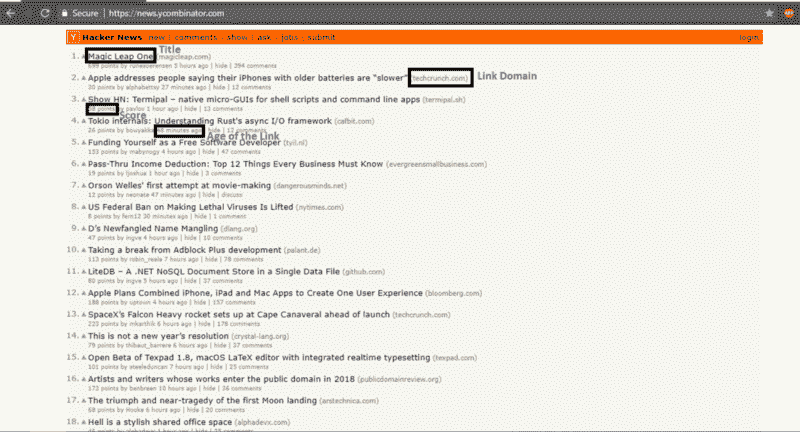 Secure | https://news.ycombinator.com
Y Hacker News new | comments | show | ask | jobs | submit login
1. Magic Leap One (magicleap.com) Title
699 points by runesoerensen 5 hours ago | hide | 294 comments
2. Apple addresses people saying their iPhones with older batteries are “slower” (techcrunch.com) Link Domain
20 points by alphabettsy 27 minutes ago | hide | 12 comments
3. Show HN: Termipal – native micro-GUIs for shell scripts and command line apps (termipal.sh)
points by pavlov 1 hour ago | hide | 13 comments
Score
4. Tokio internals: Understanding Rust's async I/O framework (cafbit.com)
26 points by minutes ago | hide | 12 comments
Age of the Link
5. Funding Yourself as a Free Software Developer (tyil.nl)
133 points by mabynogy 4 hours ago | hide | 47 comments
6. Pass-Thru Income Deduction: Top 12 Things Every Business Must Know (evergreensmallbusiness.com)
19 points by ljoshua 1 hour ago | hide | 3 comments
7. Orson Welles' first attempt at movie-making (dangerousminds.net)
12 points by neonate 47 minutes ago | hide | discuss
8. US Federal Ban on Making Lethal Viruses Is Lifted (nytimes.com)
8 points by fern12 30 minutes ago | hide | 1 comment
9. D's Newfangled Name Mangling (dlang.org)
47 points by ingve 4 hours ago | hide | 10 comments
10. Taking a break from Adblock Plus development (palant.de)
112 points by robin_reala 7 hours ago | hide | 78 comments
11. LiteDB – A .NET NoSQL Document Store in a Single Data File (github.com)
80 points by ingve 5 hours ago | hide | 37 comments
12. Apple Plans Combined iPhone, iPad and Mac Apps to Create One User Experience (bloomberg.com)
188 points by uptown 4 hours ago | hide | 157 comments
13. SpaceX's Falcon Heavy rocket sets up at Cape Canaveral ahead of launch (techcrunch.com)
223 points by mkarthik 6 hours ago | hide | 178 comments
14. This is not a new year's resolution (crystal-lang.org)
79 points by thibaut_barrere 6 hours ago | hide | 37 comments
15. Open Beta of Texpad 1.8, macOS LaTeX editor with integrated realtime typesetting (texpad.com)
101 points by steeleduncan 7 hours ago | hide | 25 comments
16. Artists and writers whose works enter the public domain in 2018 (publicdomainreview.org)
172 points by benbreen 10 hours ago | hide | 36 comments
17. The triumph and near-tragedy of the first Moon landing (arstechnica.com)
68 points by Hooke 6 hours ago | hide | 20 comments
18. Hell is a stylish shared office space (alphadevx.com)